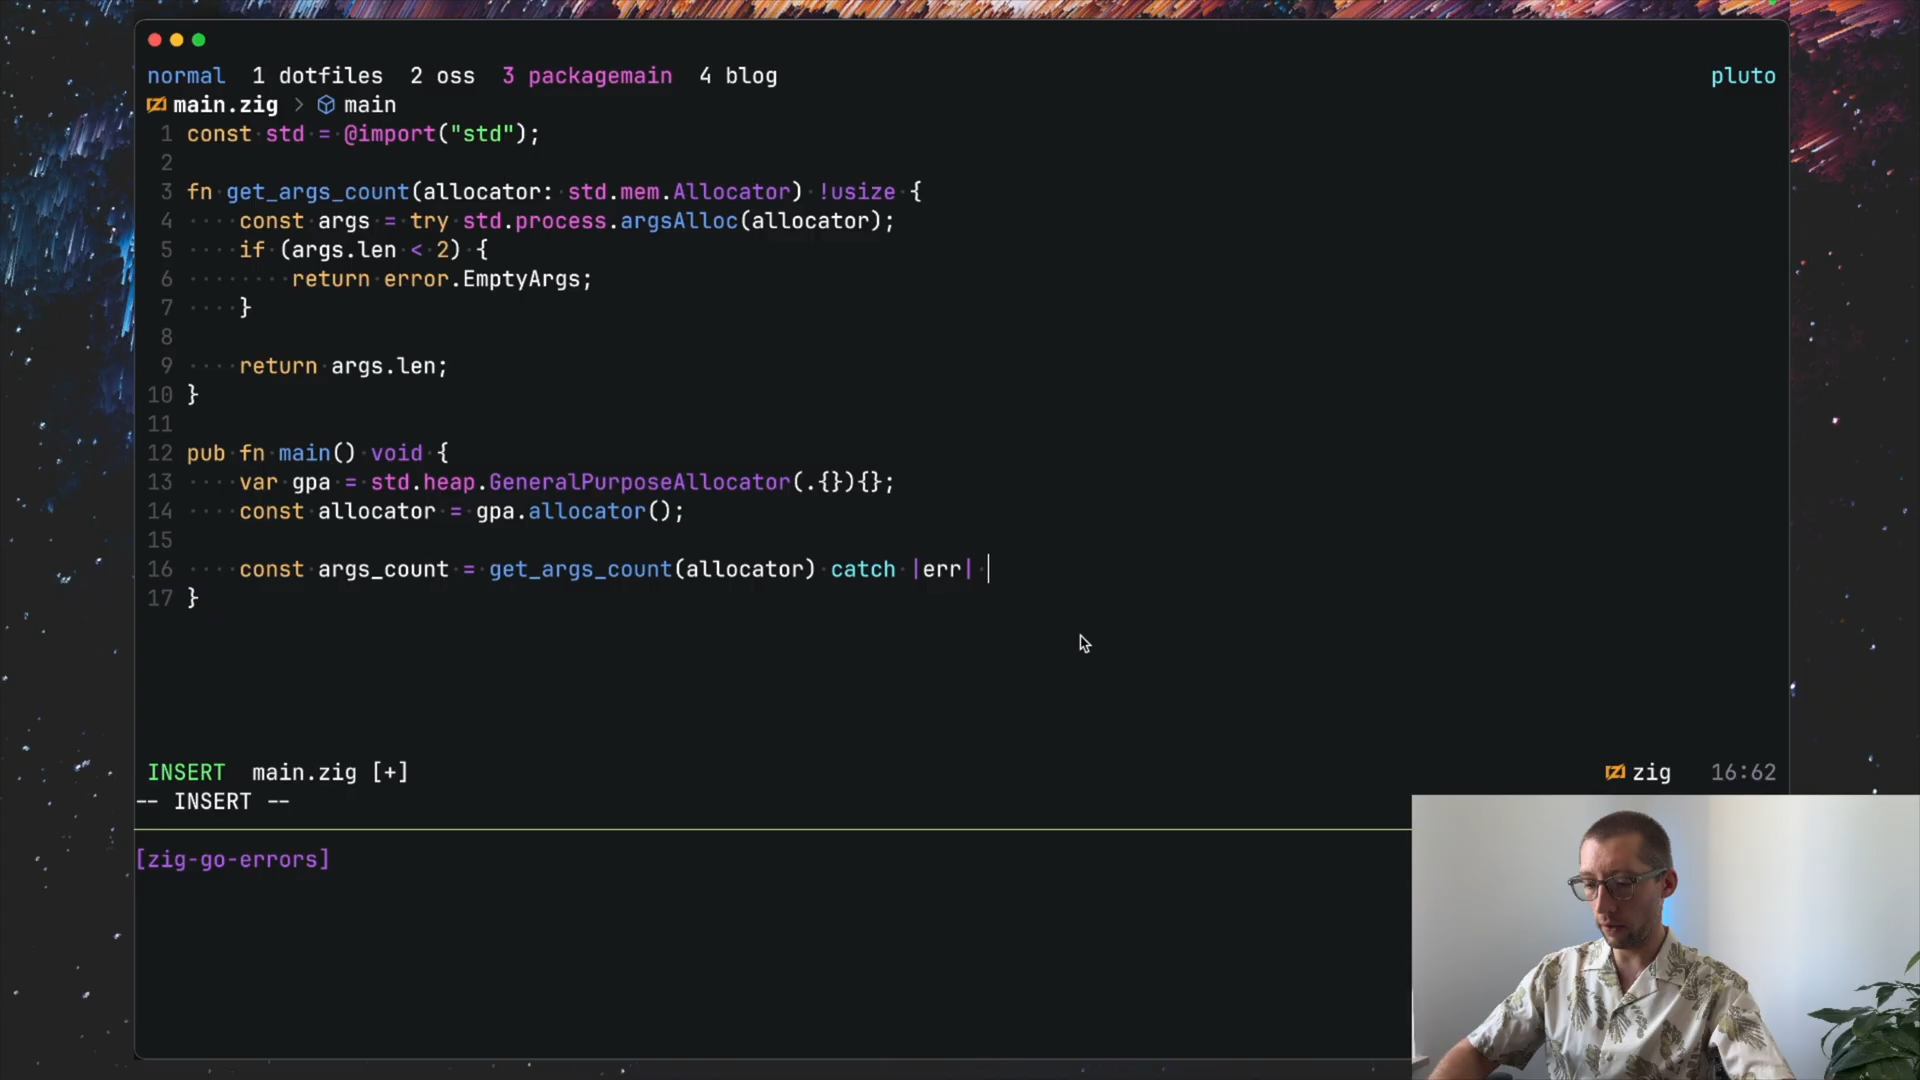 normal 1 dotfiles 2 oss 3 packagemain 4 blog pluto
main.zig > main
1 const std = @import("std");
2
3 fn get_args_count(allocator: std.mem.Allocator) !usize {
4 ····const args = try std.process.argsAlloc(allocator);
5 ····if (args.len < 2) {
6 ········return error.EmptyArgs;
7 ····}
8
9 ····return args.len;
10 }
11
12 pub fn main() void {
13 ····var gpa = std.heap.GeneralPurposeAllocator(.{}){};
14 ····const allocator = gpa.allocator();
15
16 ····const args_count = get_args_count(allocator) catch |err| ·
17 }
INSERT main.zig [+] zig 16:62
-- INSERT --
[zig-go-errors]